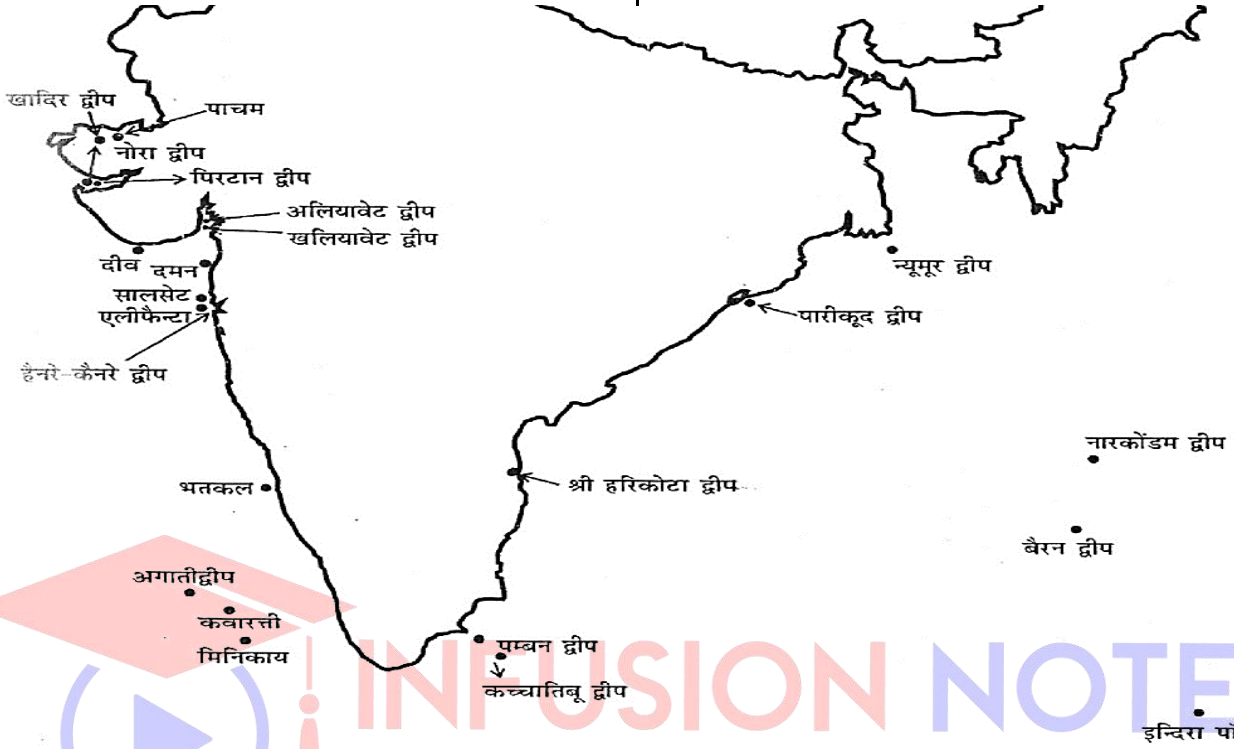 खादिर द्वीप
पाचम
नोरा द्वीप
पिरटान द्वीप
अलियावेट द्वीप
खलियावेट द्वीप
दीव
दमन
सालसेट
एलीफैन्टा
हैनरे-कैनरे द्वीप
न्यूमूर द्वीप
पारीकूद द्वीप
नारकोंडम द्वीप
भतकल
श्री हरिकोटा द्वीप
बैरन द्वीप
अगातीद्वीप
कवारत्ती
मिनिकाय
पम्बन द्वीप
कच्चातिबू द्वीप
INFUSION NOTE
इन्दिरा